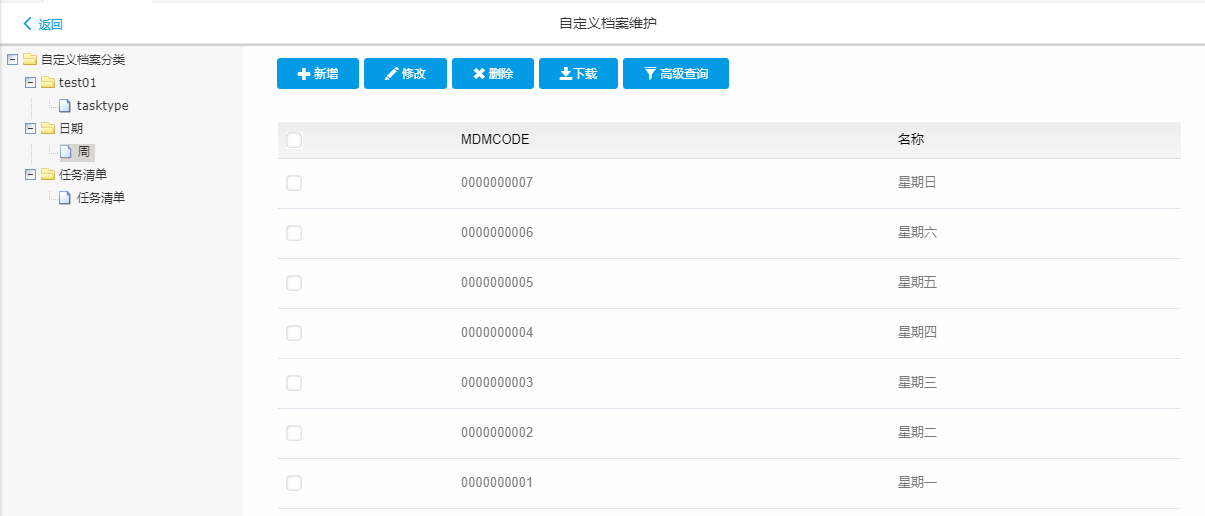 返回
自定义档案维护
自定义档案分类
test01
tasktype
日期
周
任务清单
任务清单
新增 修改 删除 下载 高级查询
MDMCODE 名称
0000000007 星期日
0000000006 星期六
0000000005 星期五
0000000004 星期四
0000000003 星期三
0000000002 星期二
0000000001 星期一